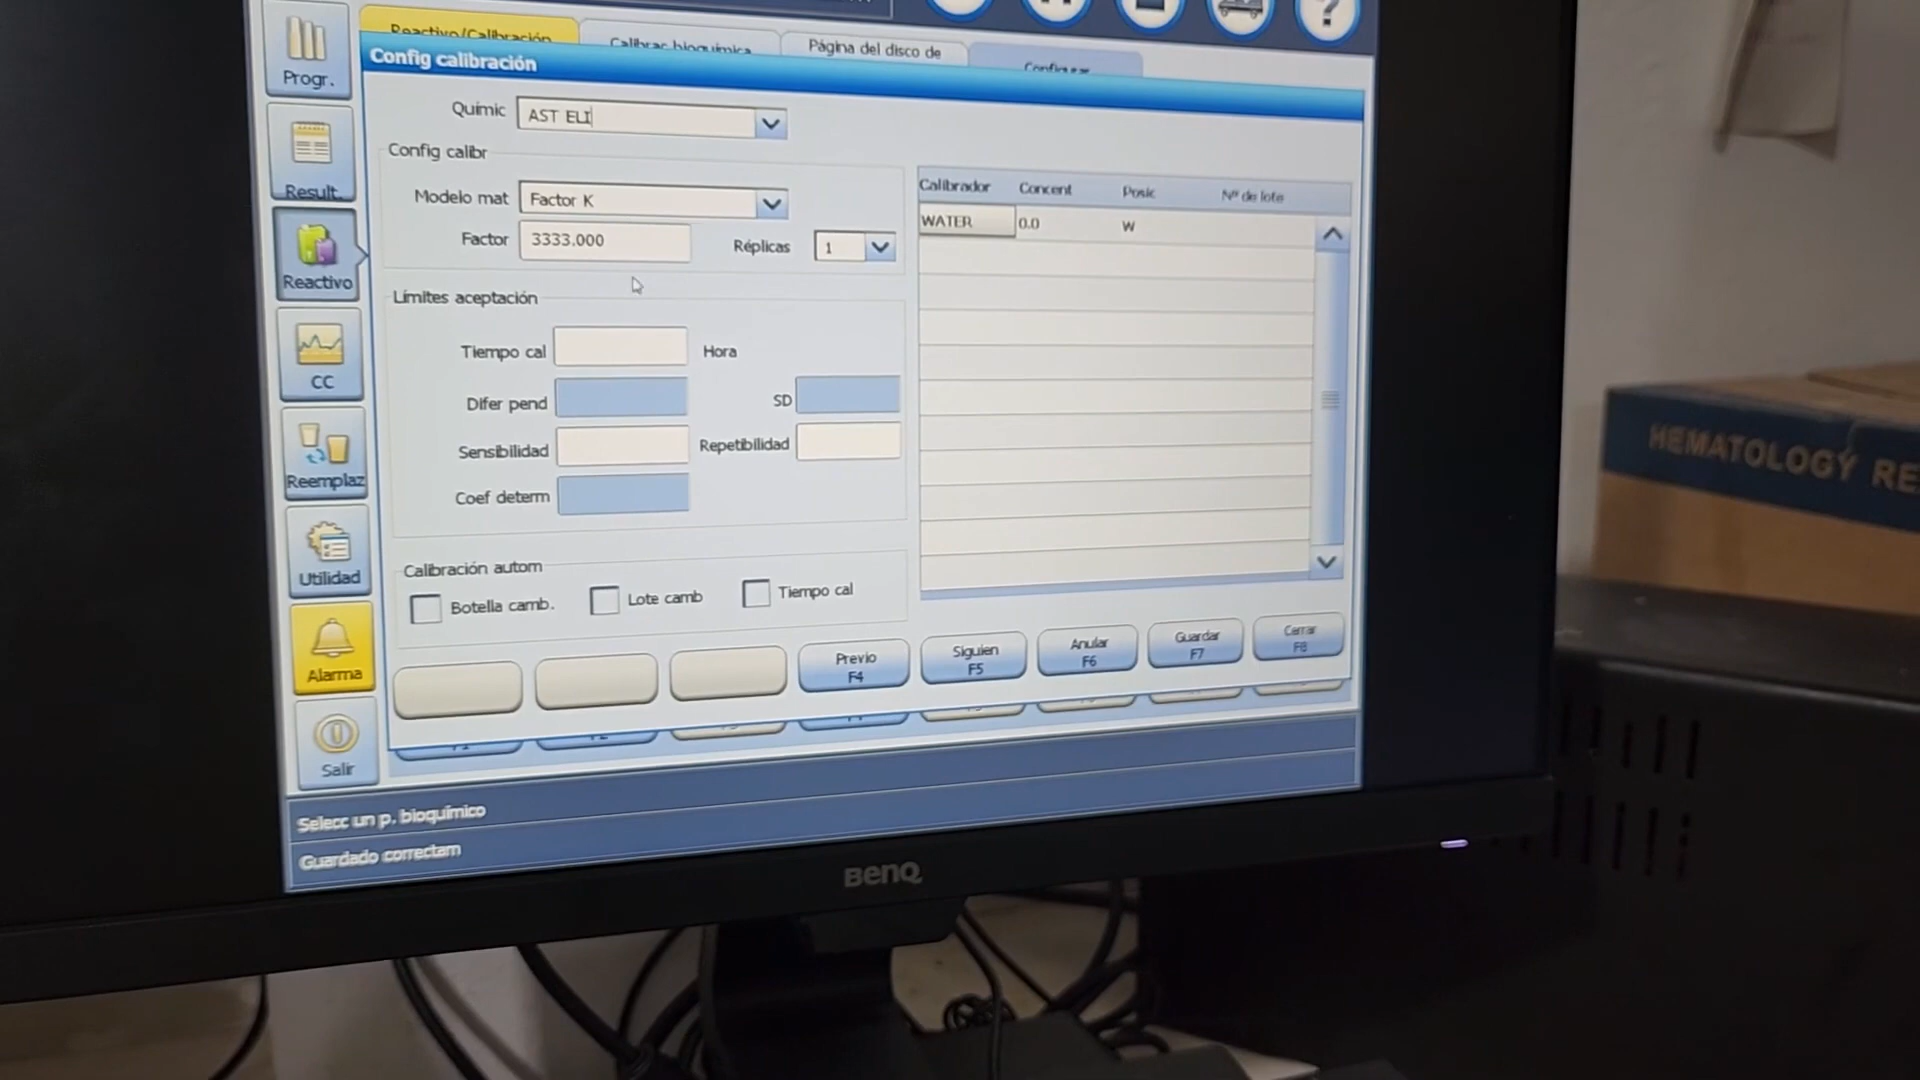 Reactivo/Calibración
Calibrac bioquímica
Página del disco de
Configurar
Config calibración
Químic
AST ELI
Config calibr
Modelo mat
Factor K
Factor
3333.000
Réplicas
1
Límites aceptación
Tiempo cal
Hora
Difer pend
SD
Sensibilidad
Repetibilidad
Coef determ
Calibración autom
Botella camb.
Lote camb
Tiempo cal
Calibrador Concent Posic Nº de lote
WATER 0.0 W
Previo
F4
Siguien
F5
Anular
F6
Guardar
F7
Cerrar
F8
Progr.
Result.
Reactivo
CC
Reemplaz
Utilidad
Alarma
Salir
Selecc un p. bioquímico
Guardado correctam
BenQ
HEMATOLOGY RE